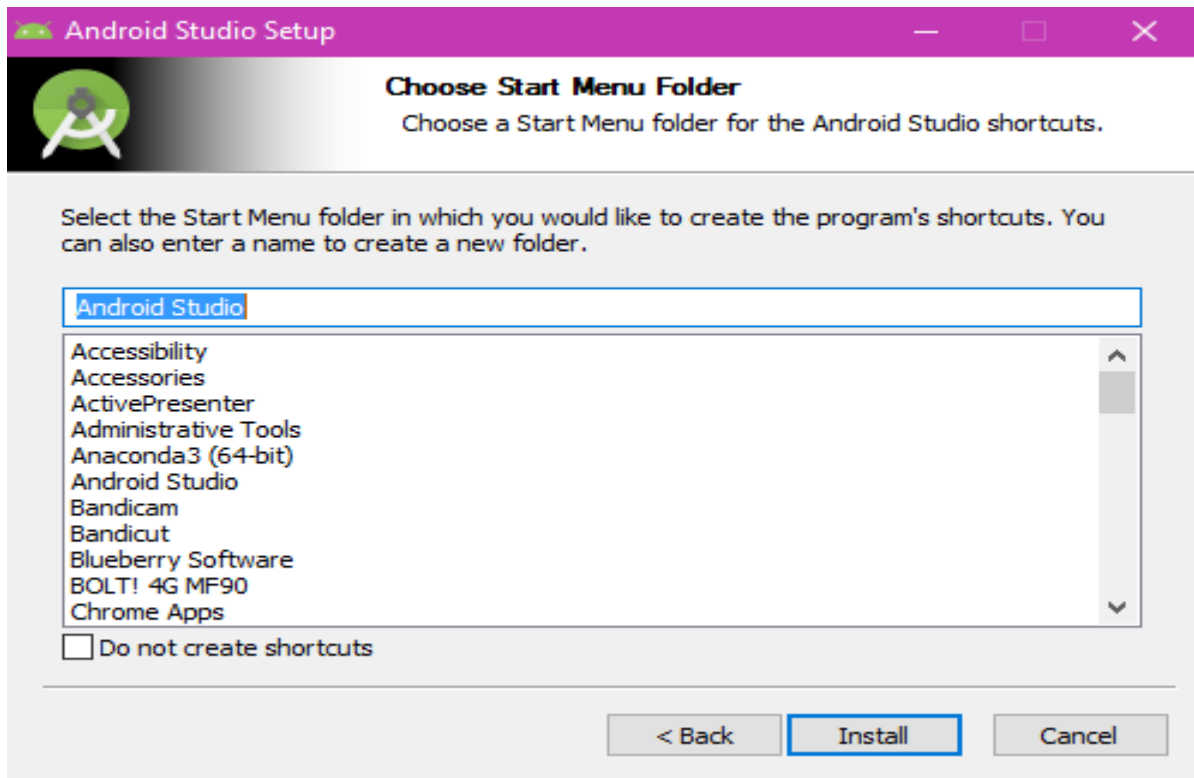 Android Studio Setup
Choose Start Menu Folder
Choose a Start Menu folder for the Android Studio shortcuts.
Select the Start Menu folder in which you would like to create the program's shortcuts. You
can also enter a name to create a new folder.
Android Studio
Accessibility
Accessories
ActivePresenter
Administrative Tools
Anaconda3 (64-bit)
Android Studio
Bandicam
Bandicut
Blueberry Software
BOLT! 4G MF90
Chrome Apps
Do not create shortcuts
< Back Install Cancel